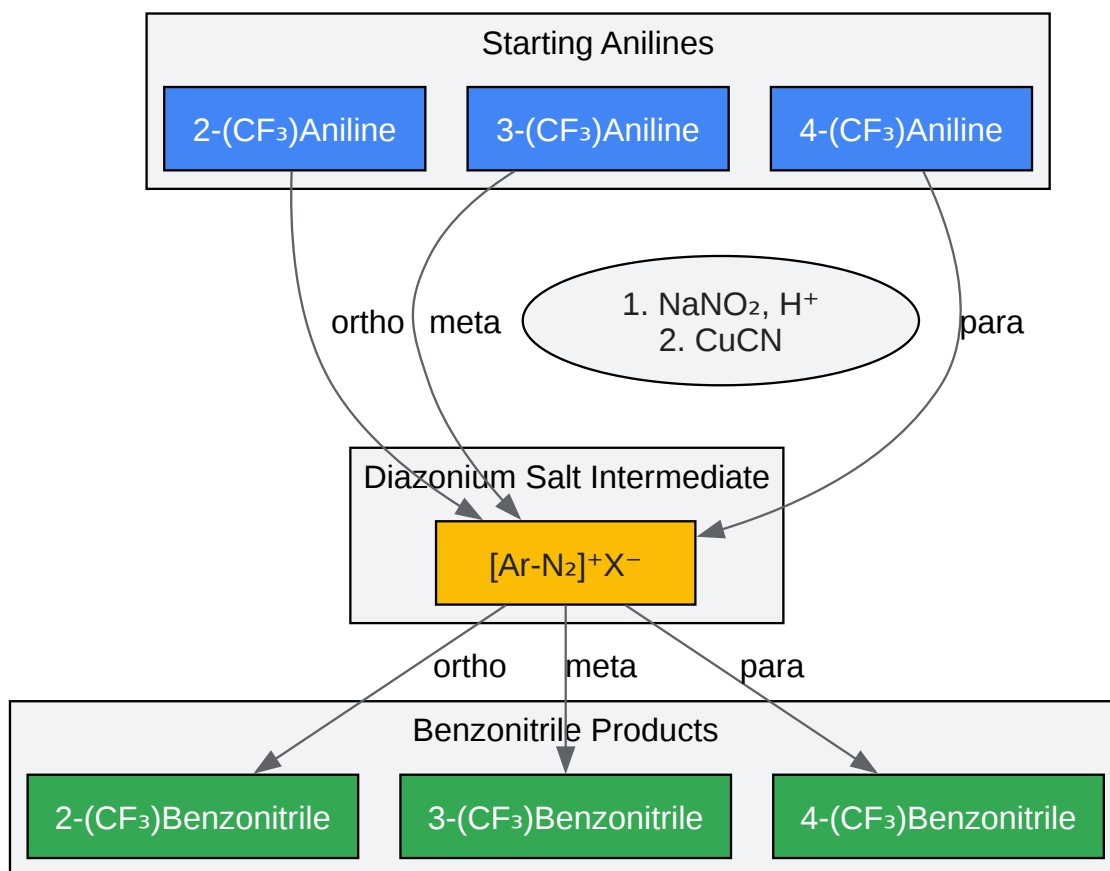 Starting Anilines
2-(CF₃)Aniline
3-(CF₃)Aniline
4-(CF₃)Aniline
1. NaNO₂, H⁺
2. CuCN
ortho
meta
para
Diazonium Salt Intermediate
[Ar-N₂]⁺X⁻
ortho
meta
para
Benzonitrile Products
2-(CF₃)Benzonitrile
3-(CF₃)Benzonitrile
4-(CF₃)Benzonitrile